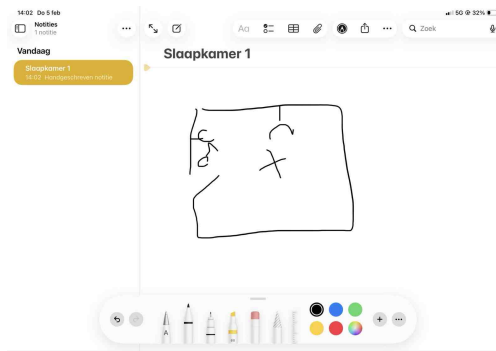 14:02 Do 5 feb
5G 32%
Notities
1 notitie
Aa
Zoek
Vandaag
Slaapkamer 1
Slaapkamer 1
14:02 Handgeschreven notitie
A